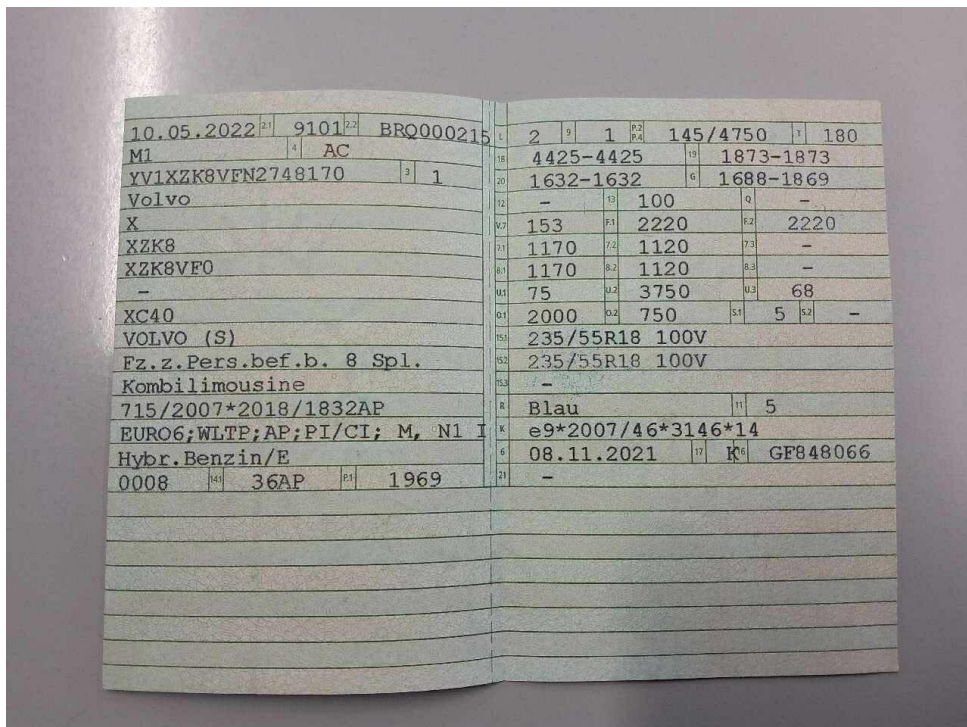 10.05.2022 2.1 9101 2.2 BRQ000215
M1 4 AC
YV1XZK8VFN2748170 3 1
Volvo
X
XZK8
XZK8VF0
–
XC40
VOLVO (S)
Fz.z.Pers.bef.b. 8 Spl.
Kombilimousine
715/2007*2018/1832AP
EURO6;WLTP;AP;PI/CI; M, N1 I
Hybr.Benzin/E
0008 14.1 36AP P.1 1969
L 2 9 1 P.2 P.4 145/4750 T 180
18 4425-4425 19 1873-1873
20 1632-1632 G 1688-1869
12 – 13 100 Q –
V.7 153 F.1 2220 F.2 2220
7.1 1170 7.2 1120 7.3 –
8.1 1170 8.2 1120 8.3 –
U.1 75 U.2 3750 U.3 68
O.1 2000 O.2 750 S.1 5 S.2 –
15.1 235/55R18 100V
15.2 235/55R18 100V
15.3 –
R Blau 11 5
K e9*2007/46*3146*14
6 08.11.2021 17 K 16 GF848066
21 –